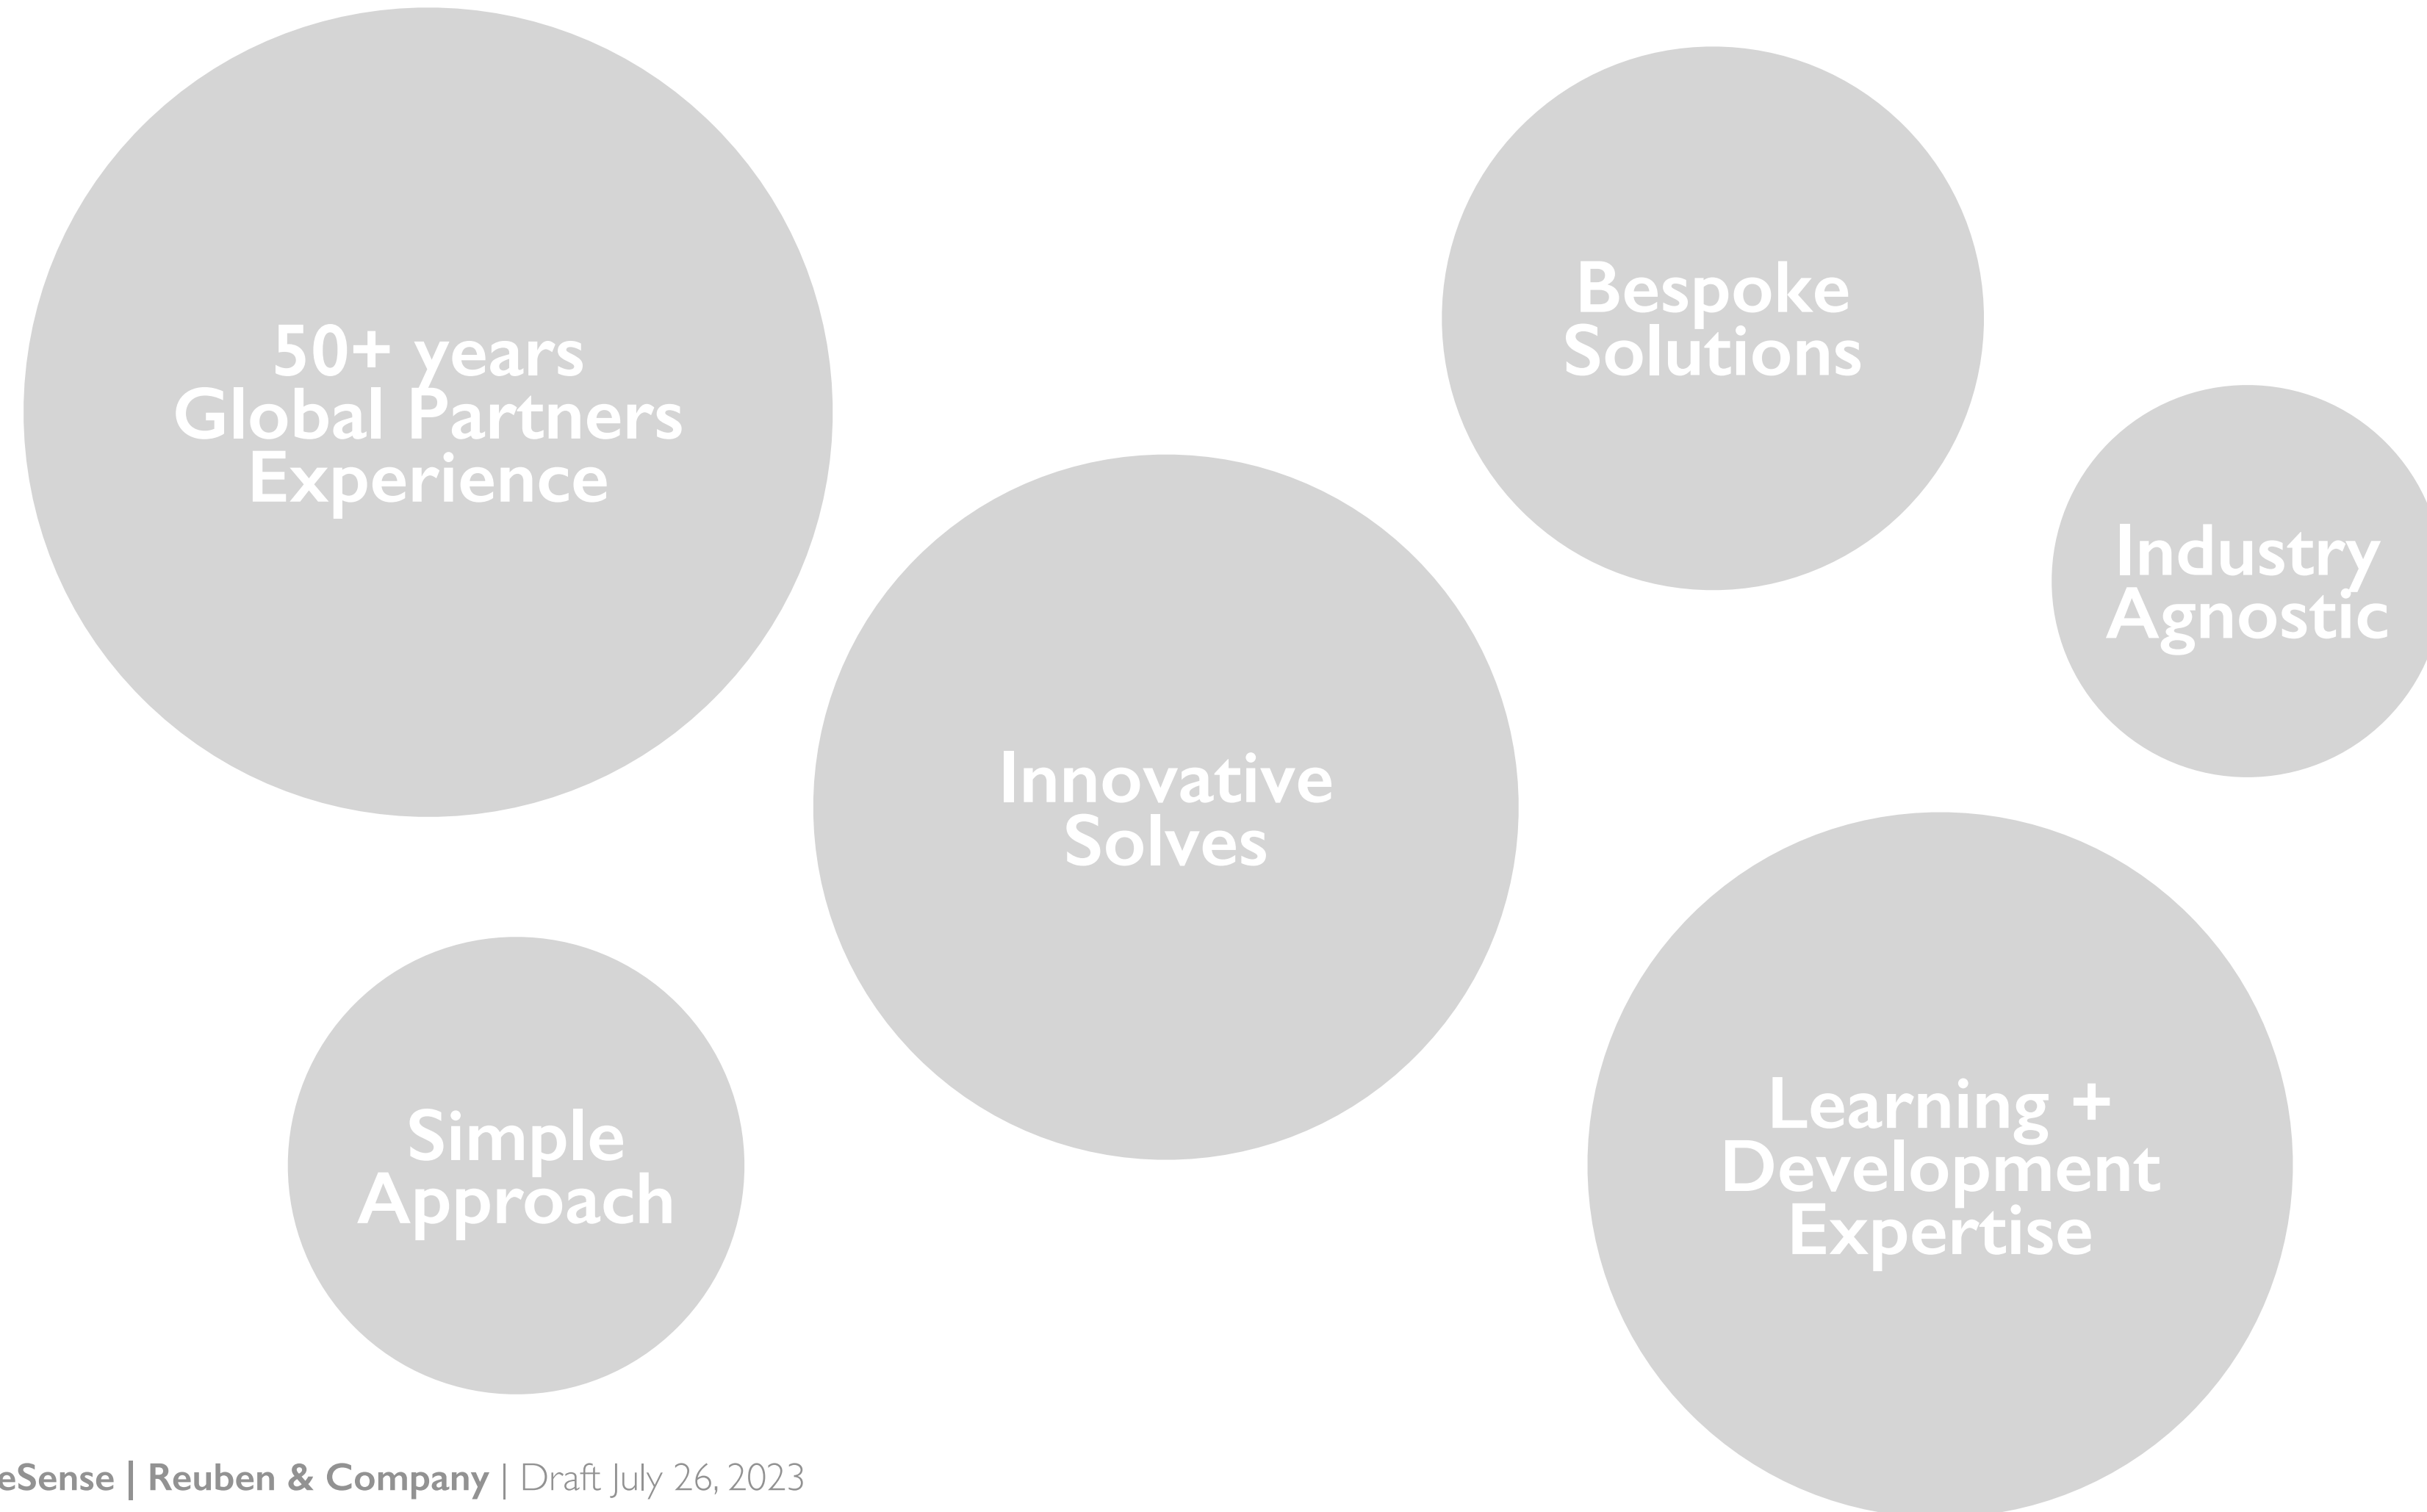 50+ years
Global Partners
Experience
Bespoke
Solutions
Industry
Agnostic
Innovative
Solves
Simple
Approach
Learning +
Development
Expertise
eSense | Reuben & Company | Draft July 26, 2023